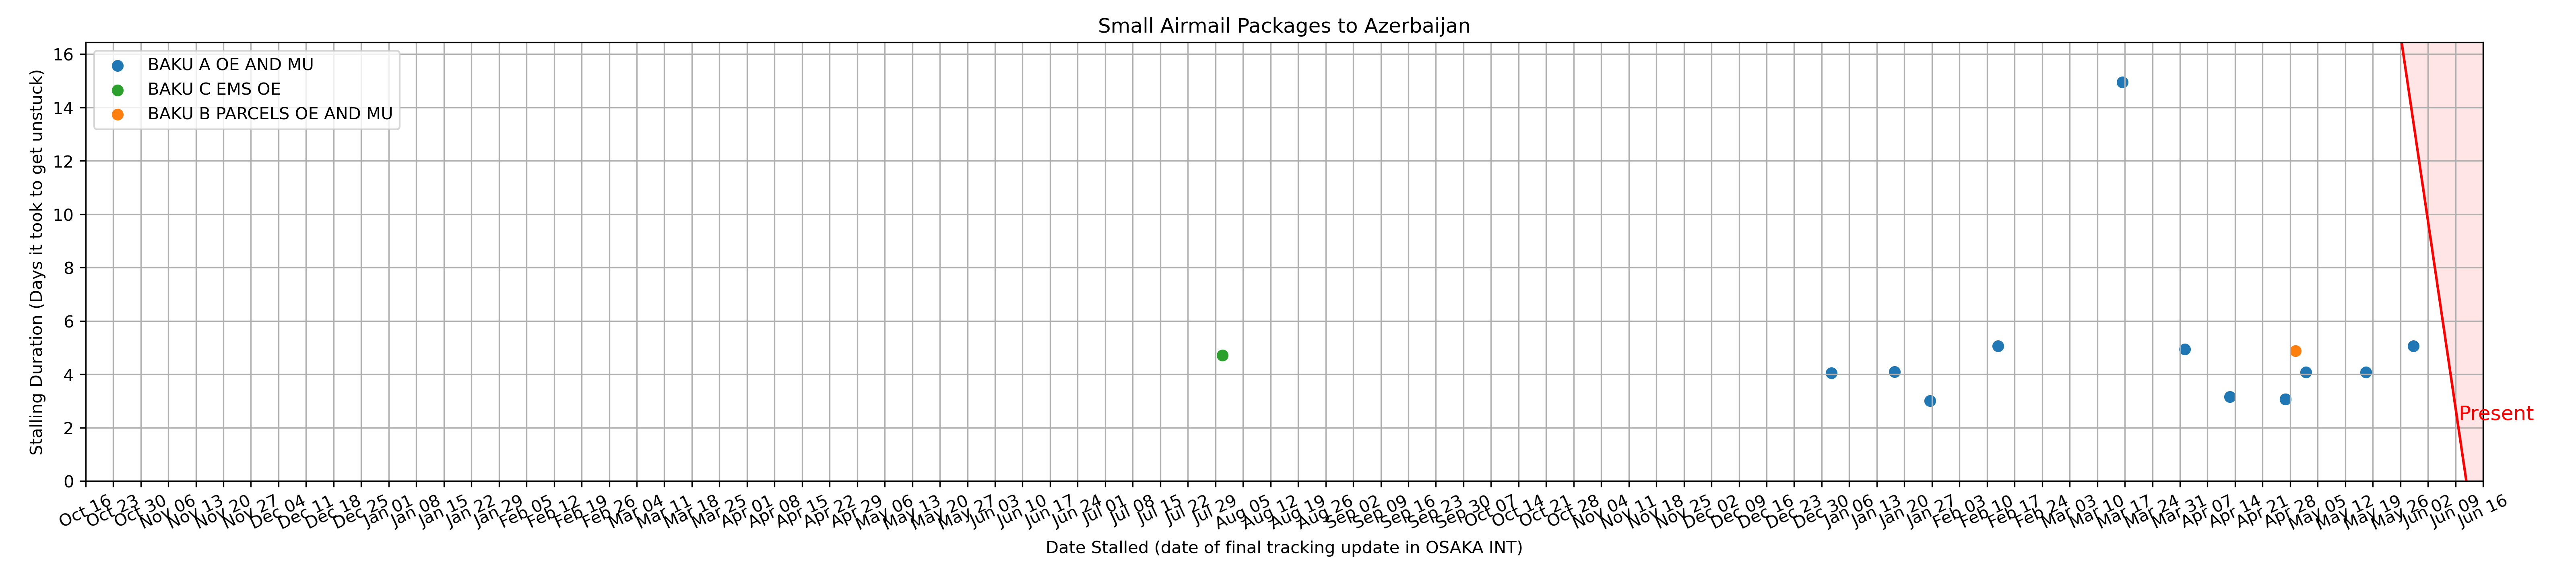 Small Airmail Packages to Azerbaijan
BAKU A OE AND MU
BAKU C EMS OE
BAKU B PARCELS OE AND MU
Stalling Duration (Days it took to get unstuck)
16
14
12
10
8
6
4
2
0
Present
Oct 16 Oct 23 Oct 30 Nov 06 Nov 13 Nov 20 Nov 27 Dec 04 Dec 11 Dec 18 Dec 25 Jan 01 Jan 08 Jan 15 Jan 22 Jan 29 Feb 05 Feb 12 Feb 19 Feb 26 Mar 04 Mar 11 Mar 18 Mar 25 Apr 01 Apr 08 Apr 15 Apr 22 Apr 29 May 06 May 13 May 20 May 27 Jun 03 Jun 10 Jun 17 Jun 24 Jul 01 Jul 08 Jul 15 Jul 22 Jul 29 Aug 05 Aug 12 Aug 19 Aug 26 Sep 02 Sep 09 Sep 16 Sep 23 Sep 30 Oct 07 Oct 14 Oct 21 Oct 28 Nov 04 Nov 11 Nov 18 Nov 25 Dec 02 Dec 09 Dec 16 Dec 23 Dec 30 Jan 06 Jan 13 Jan 20 Jan 27 Feb 03 Feb 10 Feb 17 Feb 24 Mar 03 Mar 10 Mar 17 Mar 24 Mar 31 Apr 07 Apr 14 Apr 21 Apr 28 May 05 May 12 May 19 May 26 Jun 02 Jun 09 Jun 16
Date Stalled (date of final tracking update in OSAKA INT)